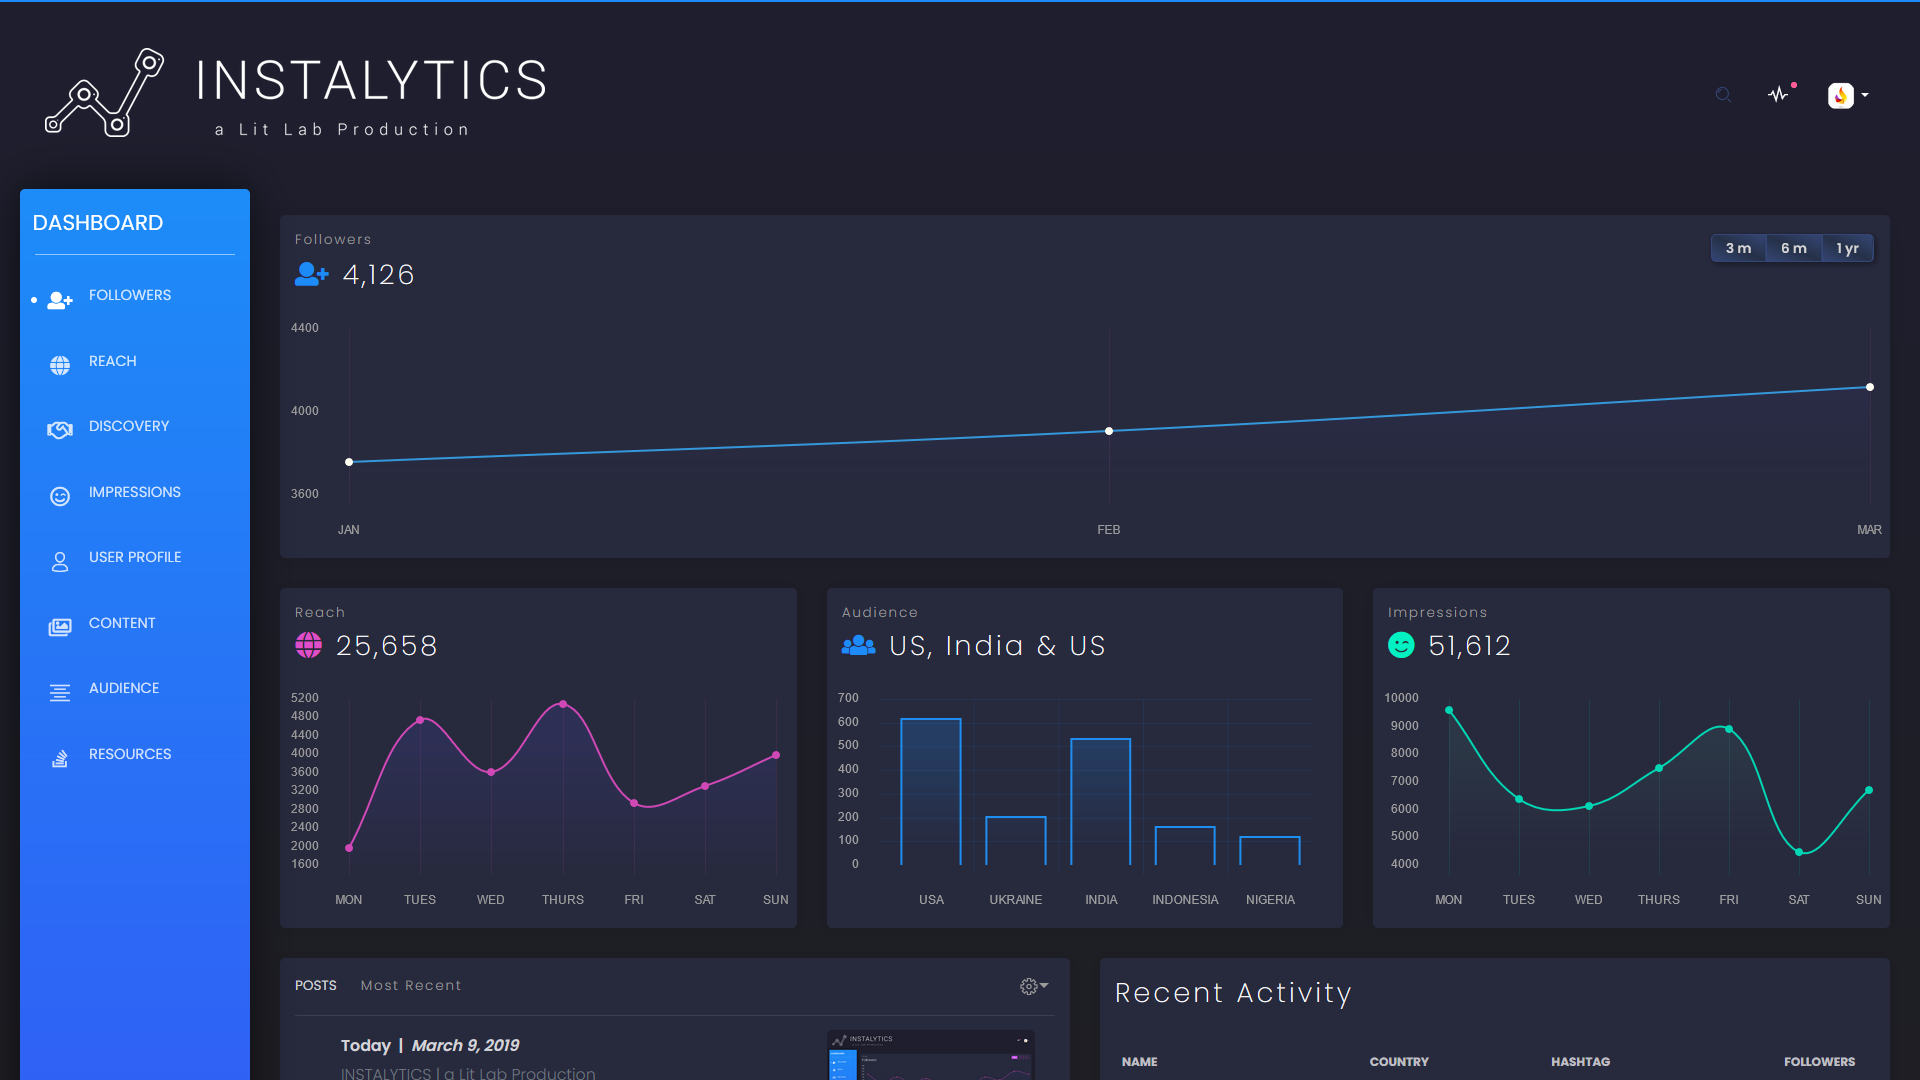 INSTALYTICS
a Lit Lab Production
DASHBOARD
FOLLOWERS
REACH
DISCOVERY
IMPRESSIONS
USER PROFILE
CONTENT
AUDIENCE
RESOURCES
Followers
4,126
3 m 6 m 1 yr
4400
4000
3600
JAN FEB MAR
Reach
25,658
5200
4800
4400
4000
3600
3200
2800
2400
2000
1600
MON TUES WED THURS FRI SAT SUN
Audience
US, India & US
700
600
500
400
300
200
100
0
USA UKRAINE INDIA INDONESIA NIGERIA
Impressions
51,612
10000
9000
8000
7000
6000
5000
4000
MON TUES WED THURS FRI SAT SUN
POSTS Most Recent
Today | March 9, 2019
INSTALYTICS | a Lit Lab Production
INSTALYTICS
Recent Activity
NAME COUNTRY HASHTAG FOLLOWERS